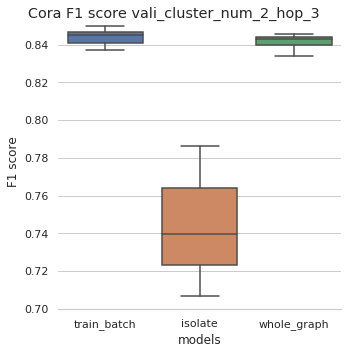 Cora F1 score vali_cluster_num_2_hop_3
0.84
0.82
0.80
0.78
0.76
0.74
0.72
0.70
F1 score
train_batch isolate whole_graph
models